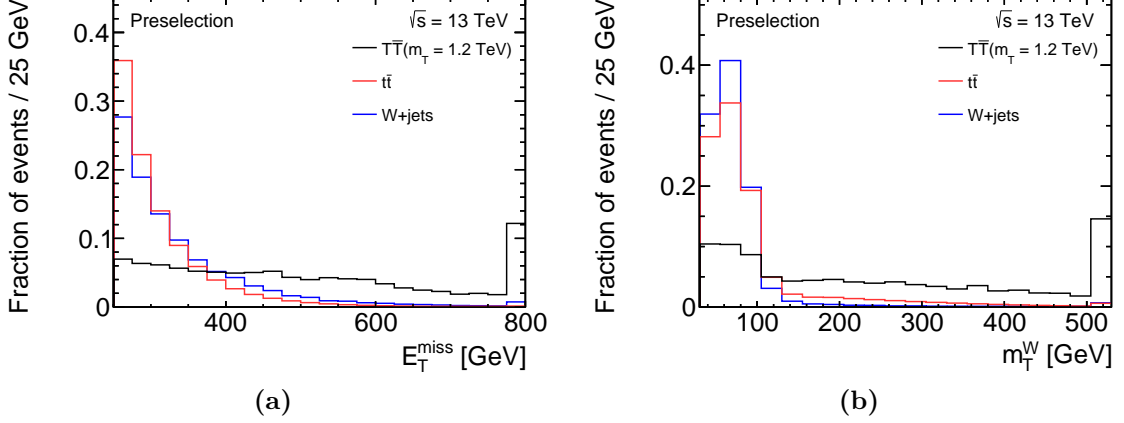 Fraction of events / 25 GeV
0.4
0.3
0.2
0.1
0
Preselection
√s = 13 TeV
TT̅(m_T = 1.2 TeV)
tt̄
W+jets
400 600 800
E_T^miss [GeV]
(a)
Fraction of events / 25 GeV
0.4
0.2
0
Preselection
√s = 13 TeV
TT̅(m_T = 1.2 TeV)
tt̄
W+jets
100 200 300 400 500
m_T^W [GeV]
(b)